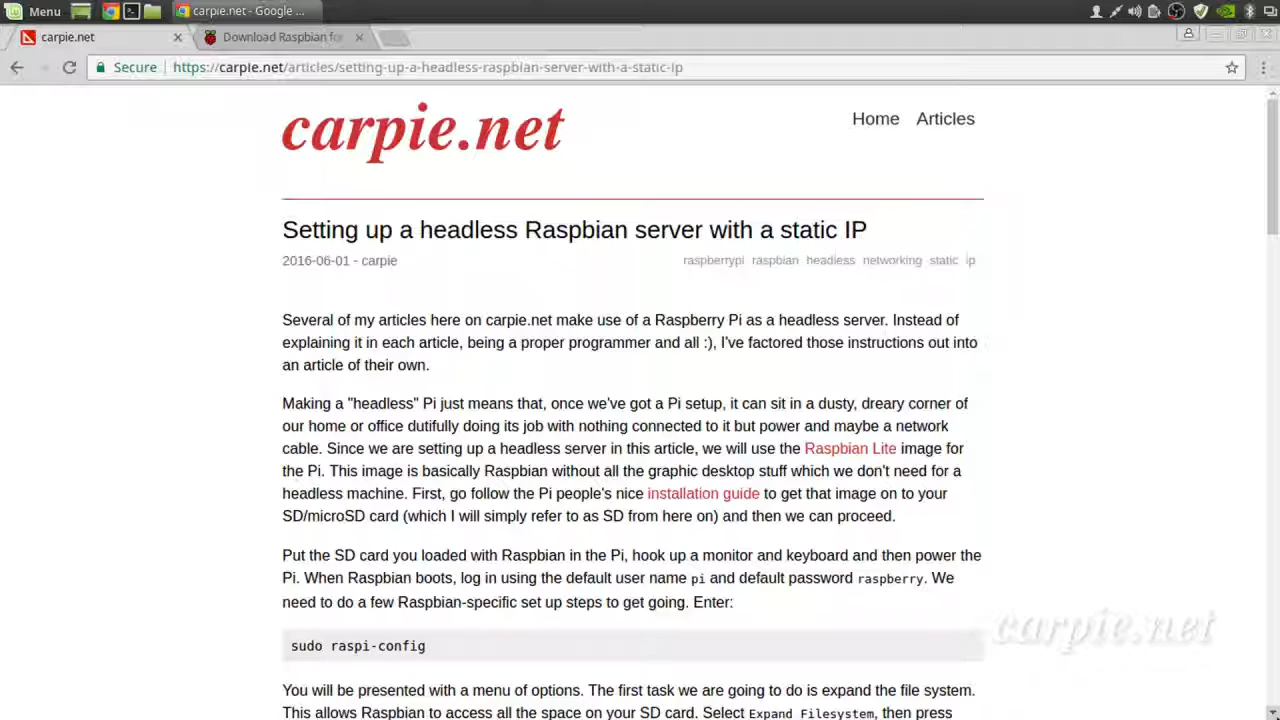 Menu
carpie.net - Google ...
carpie.net
Download Raspbian for
Secure
https://carpie.net/articles/setting-up-a-headless-raspbian-server-with-a-static-ip
carpie.net
Home Articles
Setting up a headless Raspbian server with a static IP
2016-06-01 - carpie
raspberrypi raspbian headless networking static ip
Several of my articles here on carpie.net make use of a Raspberry Pi as a headless server. Instead of
explaining it in each article, being a proper programmer and all :), I've factored those instructions out into
an article of their own.
Making a "headless" Pi just means that, once we've got a Pi setup, it can sit in a dusty, dreary corner of
our home or office dutifully doing its job with nothing connected to it but power and maybe a network
cable. Since we are setting up a headless server in this article, we will use the Raspbian Lite image for
the Pi. This image is basically Raspbian without all the graphic desktop stuff which we don't need for a
headless machine. First, go follow the Pi people's nice installation guide to get that image on to your
SD/microSD card (which I will simply refer to as SD from here on) and then we can proceed.
Put the SD card you loaded with Raspbian in the Pi, hook up a monitor and keyboard and then power the
Pi. When Raspbian boots, log in using the default user name pi and default password raspberry. We
need to do a few Raspbian-specific set up steps to get going. Enter:
carpie.net
sudo raspi-config
You will be presented with a menu of options. The first task we are going to do is expand the file system.
This allows Raspbian to access all the space on your SD card. Select Expand Filesystem, then press